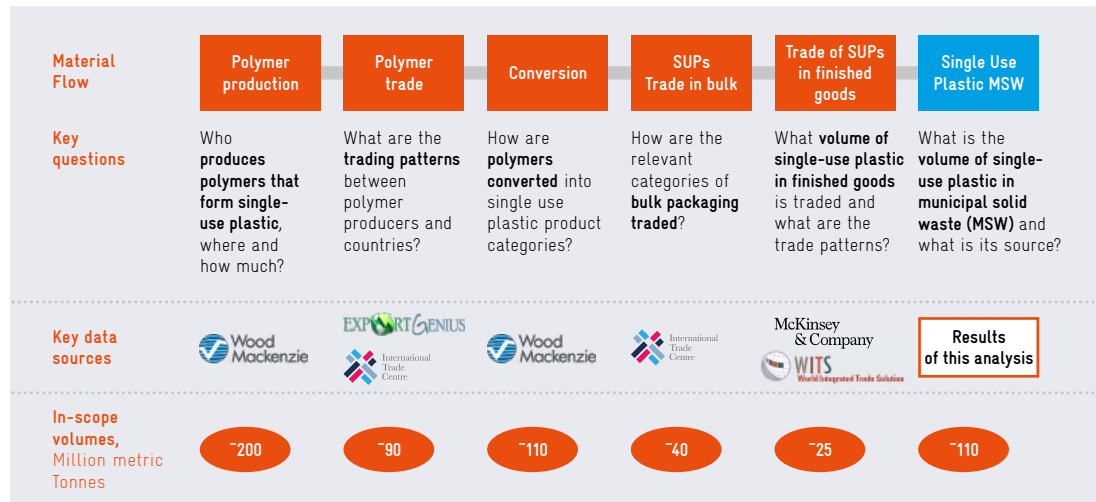 Material
Flow
Polymer
production
Polymer
trade
Conversion
SUPs
Trade in bulk
Trade of SUPs
in finished
goods
Single Use
Plastic MSW
Key
questions
Who
produces
polymers that
form single-
use plastic,
where and
how much?
What are the
trading patterns
between
polymer
producers and
countries?
How are
polymers
converted into
single use
plastic product
categories?
How are the
relevant
categories of
bulk packaging
traded?
What volume of
single-use plastic
in finished goods
is traded and
what are the
trade patterns?
What is the
volume of single-
use plastic in
municipal solid
waste (MSW) and
what is its source?
Key data
sources
Wood
Mackenzie
EXPORTGENIUS
International
Trade
Centre
Wood
Mackenzie
International
Trade
Centre
McKinsey
& Company
WITS
World Integrated Trade Solution
Results
of this analysis
In-scope
volumes,
Million metric
Tonnes
~200
~90
~110
~40
~25
~110